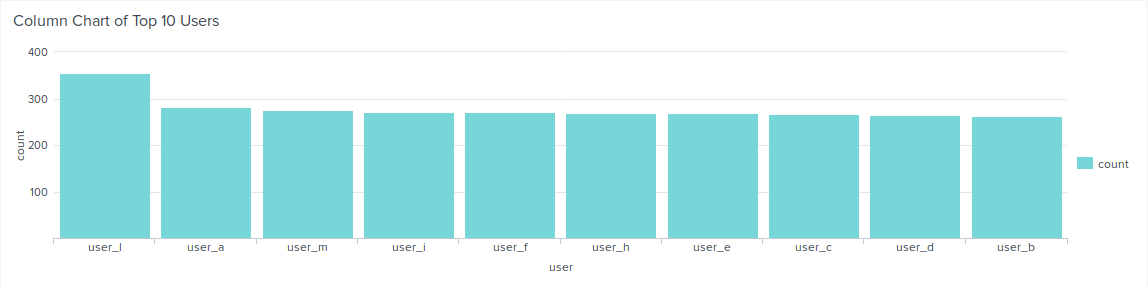 Column Chart of Top 10 Users
400
300
200
100
count
user_l user_a user_m user_i user_f user_h user_e user_c user_d user_b
user
count